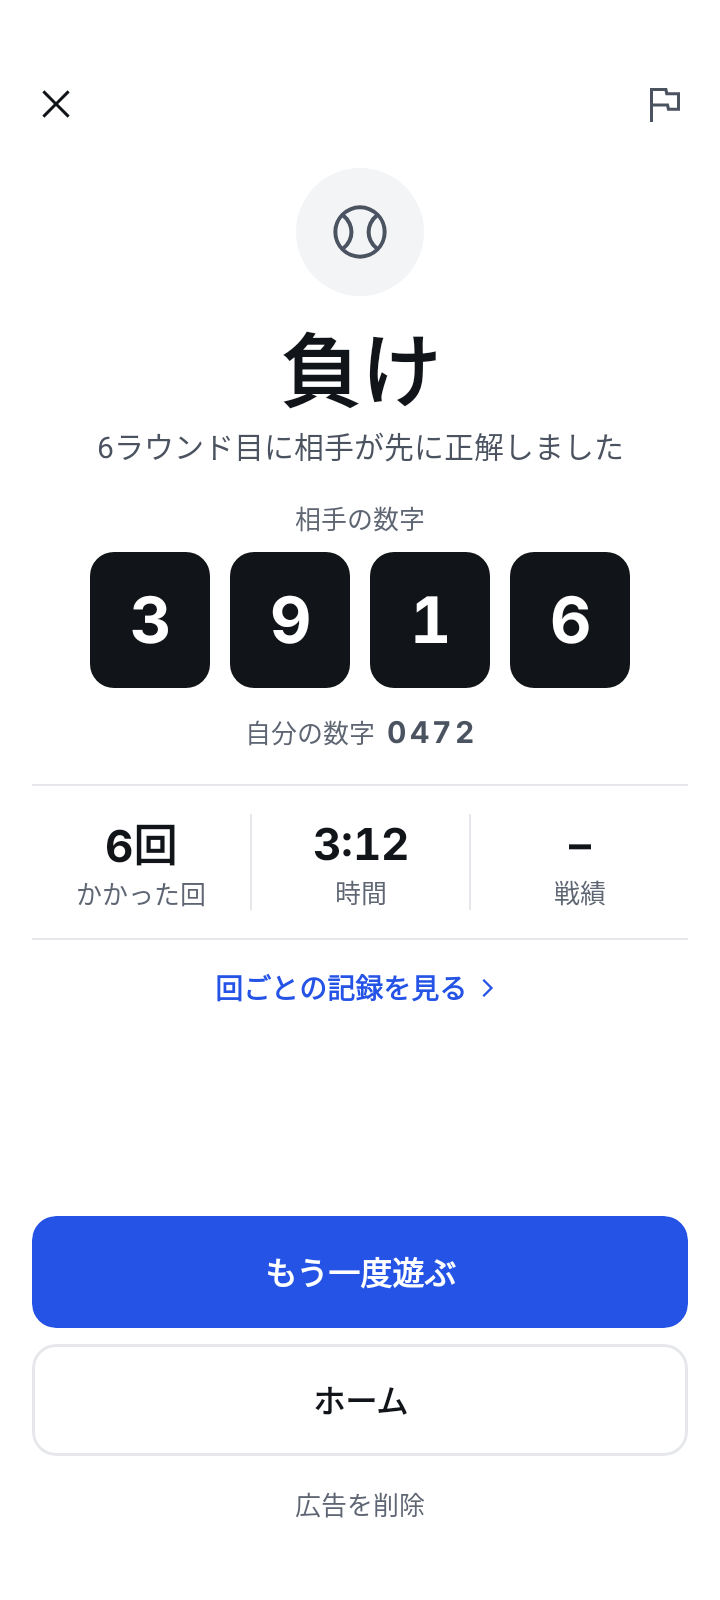 負け
6ラウンド目に相手が先に正解しました
相手の数字
3 9 1 6
自分の数字 0472
6回 3:12 –
かかった回 時間 戦績
回ごとの記録を見る
もう一度遊ぶ
ホーム
広告を削除